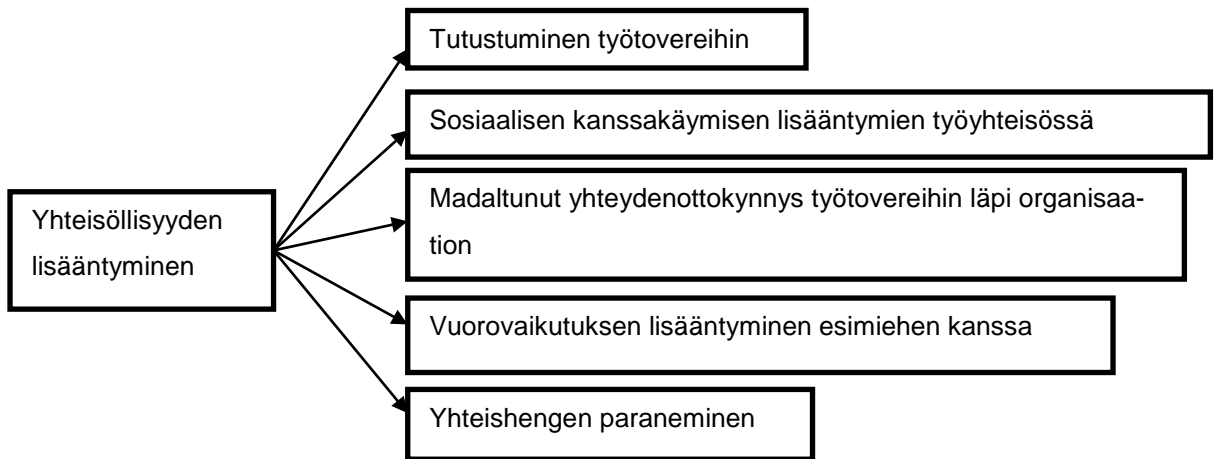 Tutustuminen työtovereihin
Sosiaalisen kanssakäymisen lisääntymien työyhteisössä
Madaltunut yhteydenottokynnys työtovereihin läpi organisaa-
tion
Yhteisöllisyyden
lisääntyminen
Vuorovaikutuksen lisääntyminen esimiehen kanssa
Yhteishengen paraneminen